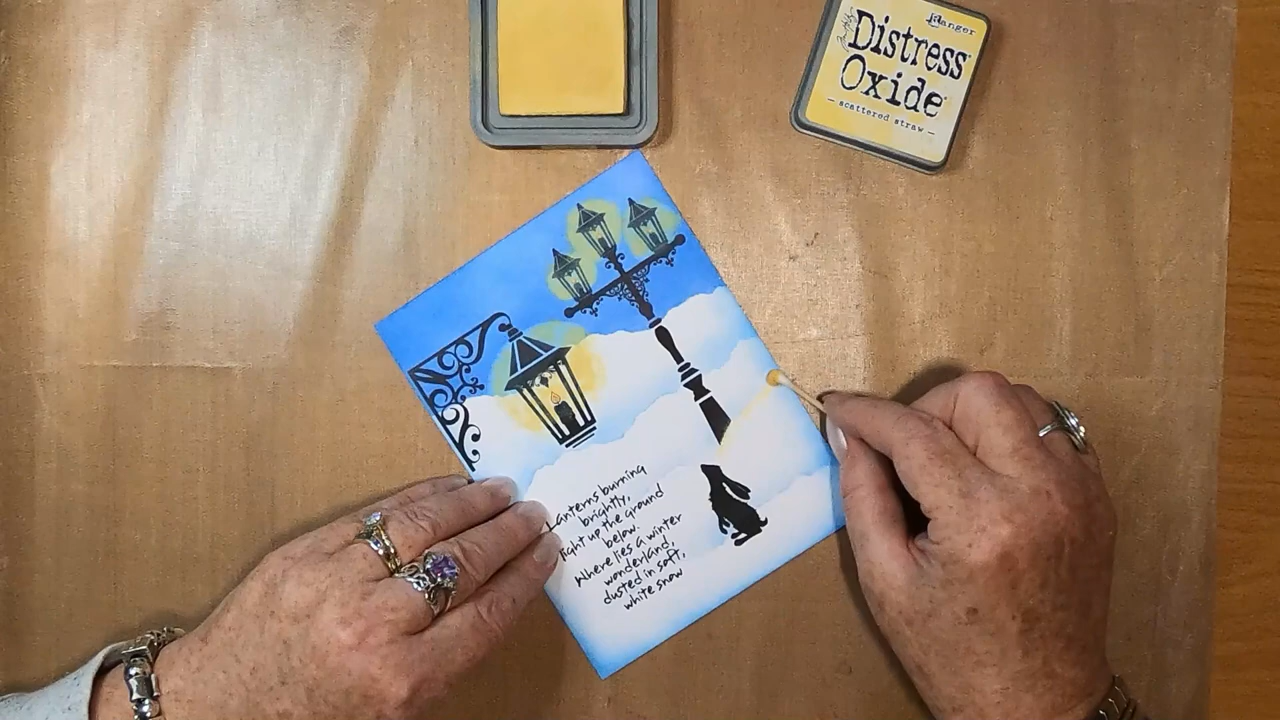 Ranger
Distress
Oxide
— scattered straw —
Lanterns burning
brightly,
light up the ground
below.
Where lies a winter
wonderland,
dusted in soft,
white snow